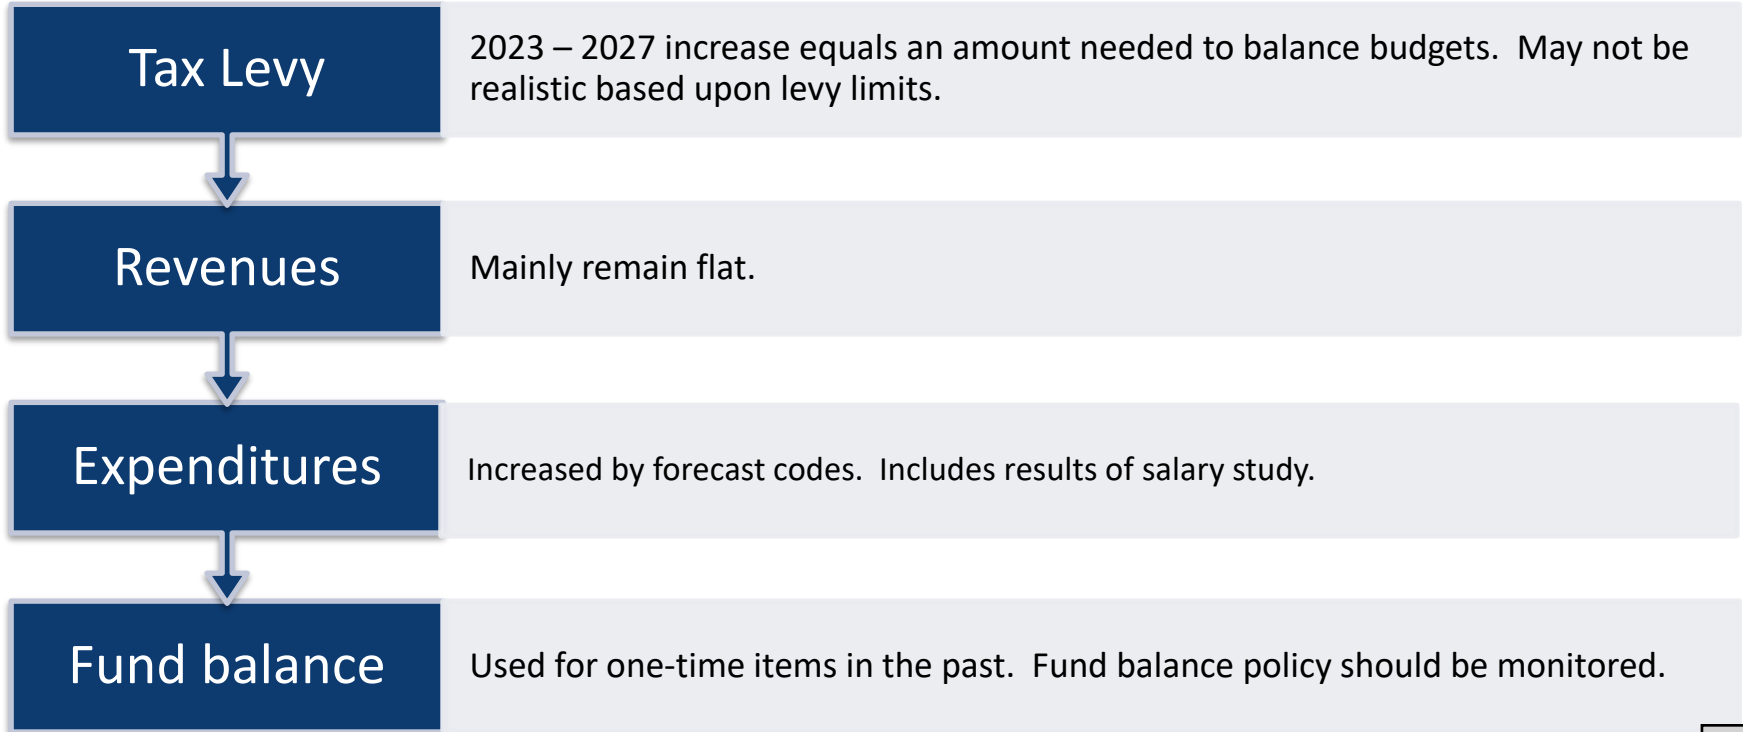 Tax Levy
2023 – 2027 increase equals an amount needed to balance budgets.  May not be
realistic based upon levy limits.
Revenues
Mainly remain flat.
Expenditures
Increased by forecast codes.  Includes results of salary study.
Fund balance
Used for one-time items in the past.  Fund balance policy should be monitored.